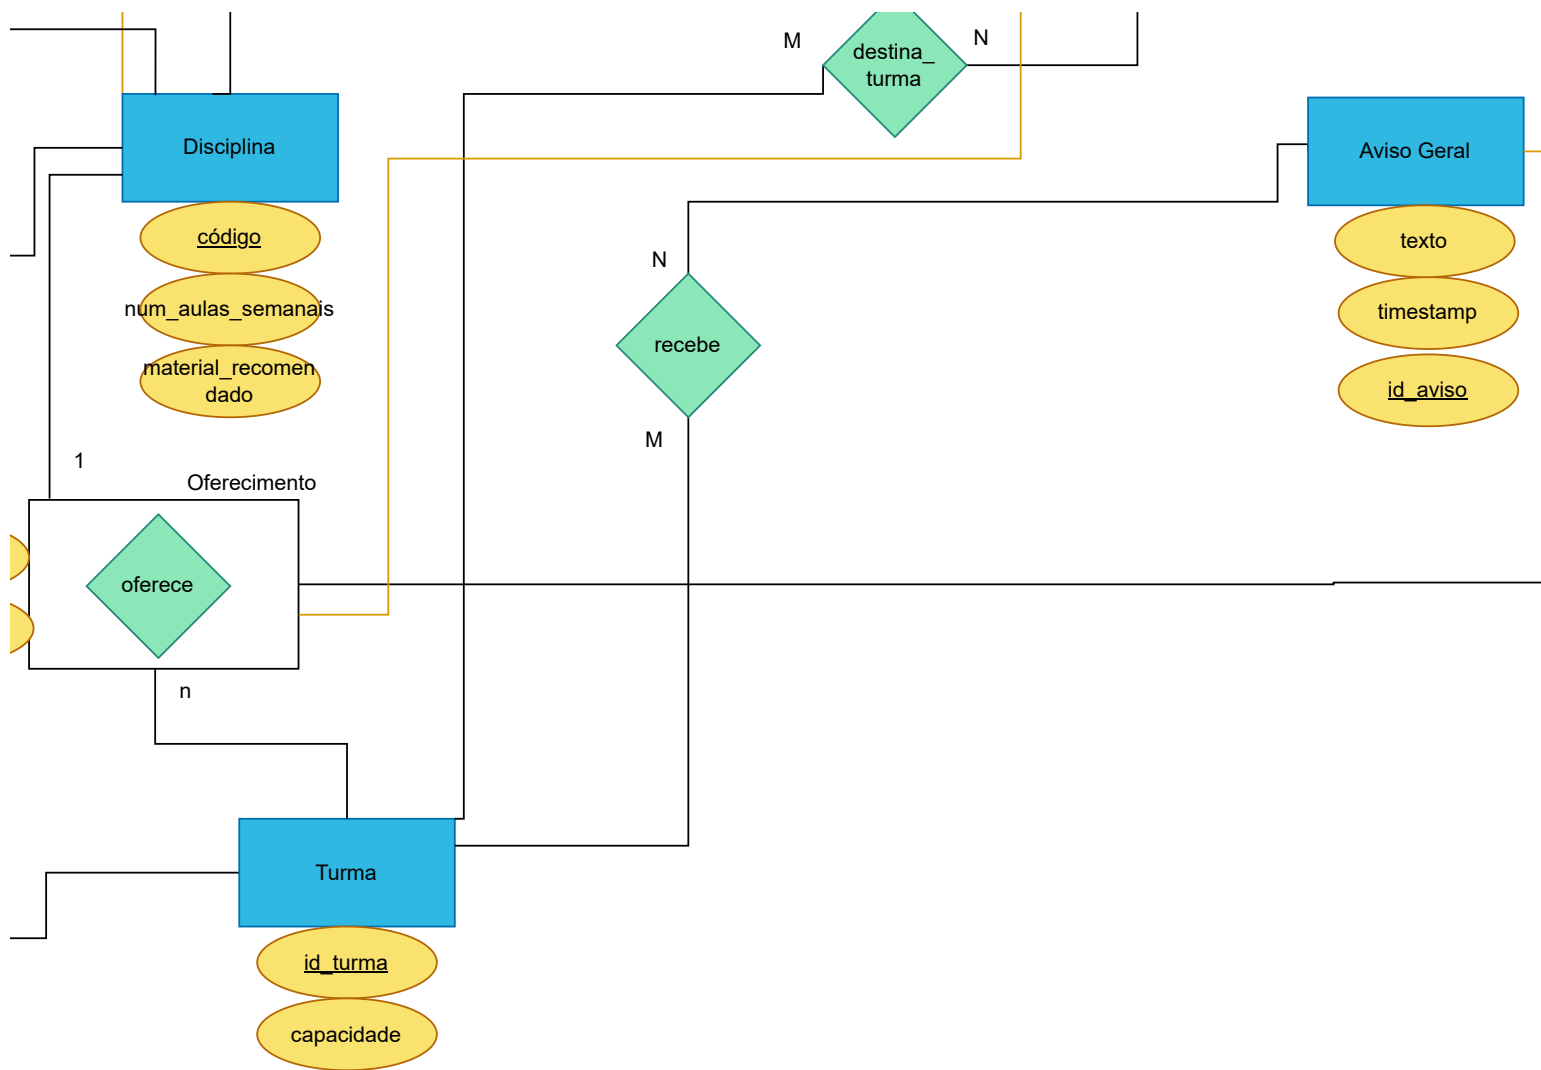 M
N
destina_
turma
Disciplina
Aviso Geral
código
texto
N
num_aulas_semanais
timestamp
recebe
material_recomen
dado
id_aviso
M
1
Oferecimento
oferece
n
Turma
id_turma
capacidade